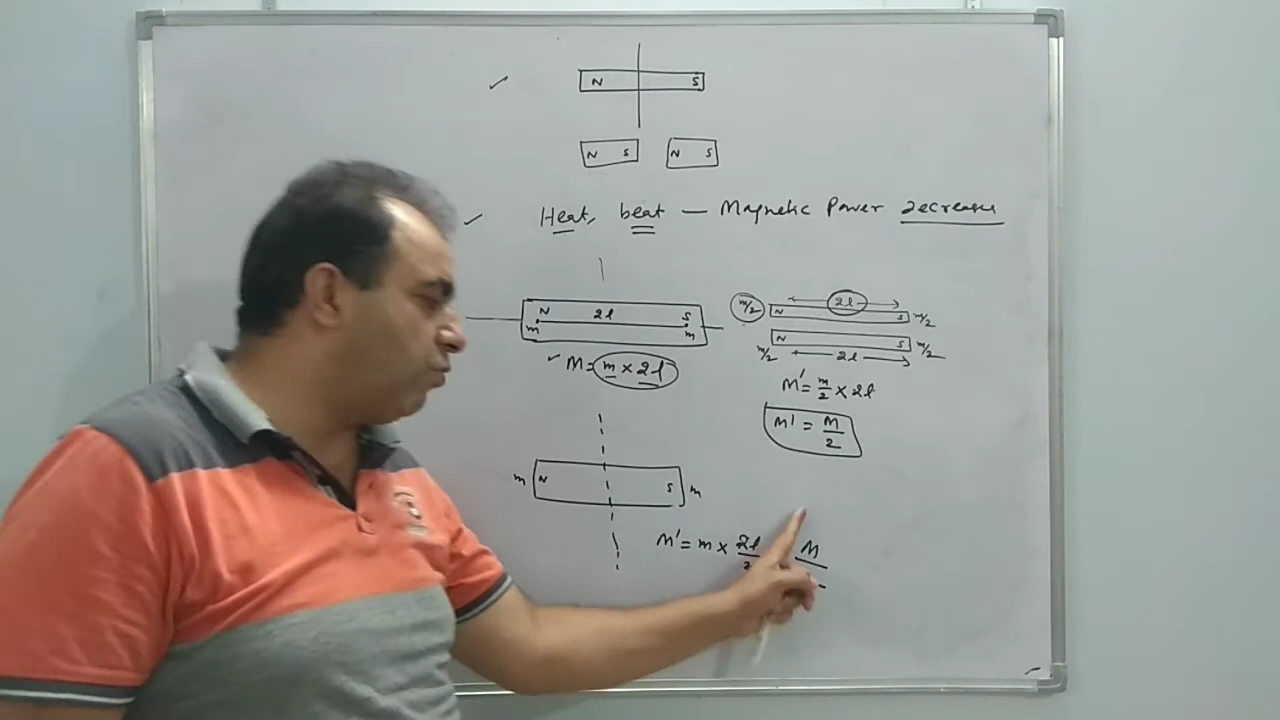 N S
N S N S
Heat, beat — Magnetic Power Decreases
N 2l S
m m
M = m × 2l
m/2 2l
N S m/2
N S m/2
m/2 2l
M' = m/2 × 2l
M' = M/2
m N S m
M' = m × 2l M